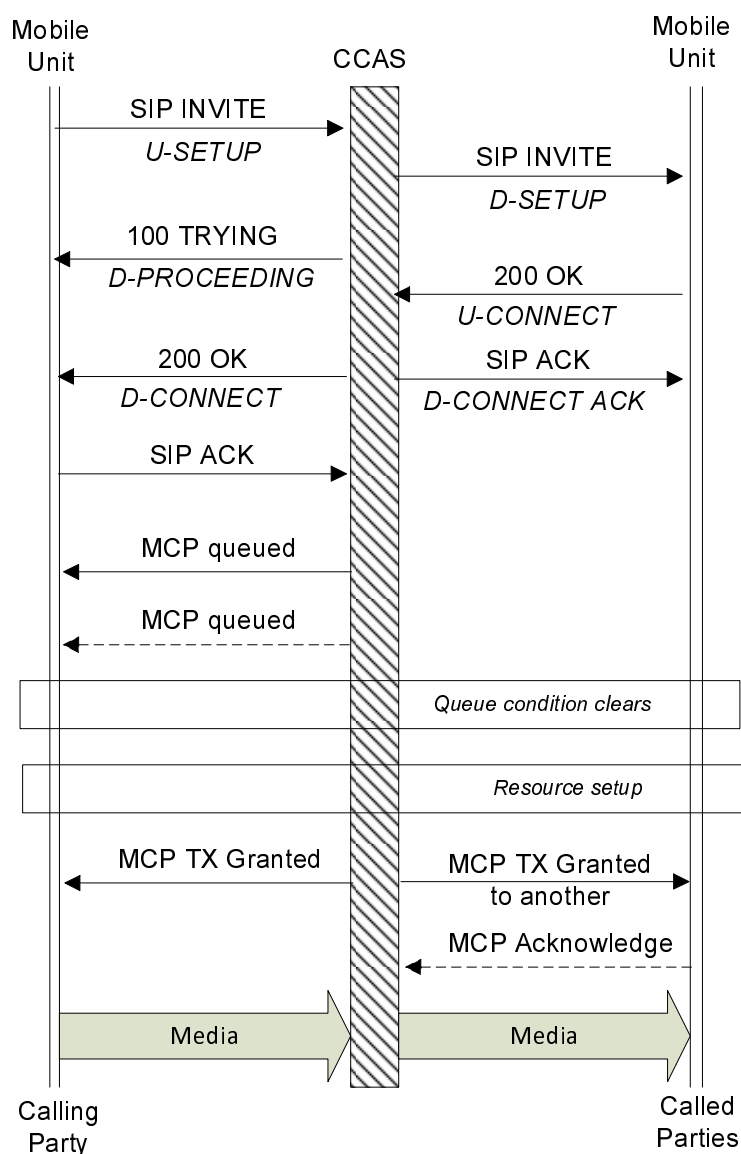 Mobile
Unit
CCAS
Mobile
Unit
SIP INVITE
U-SETUP
SIP INVITE
D-SETUP
100 TRYING
D-PROCEEDING
200 OK
U-CONNECT
200 OK
D-CONNECT
SIP ACK
D-CONNECT ACK
SIP ACK
MCP queued
MCP queued
Queue condition clears
Resource setup
MCP TX Granted
MCP TX Granted
to another
MCP Acknowledge
Media
Media
Calling
Party
Called
Parties